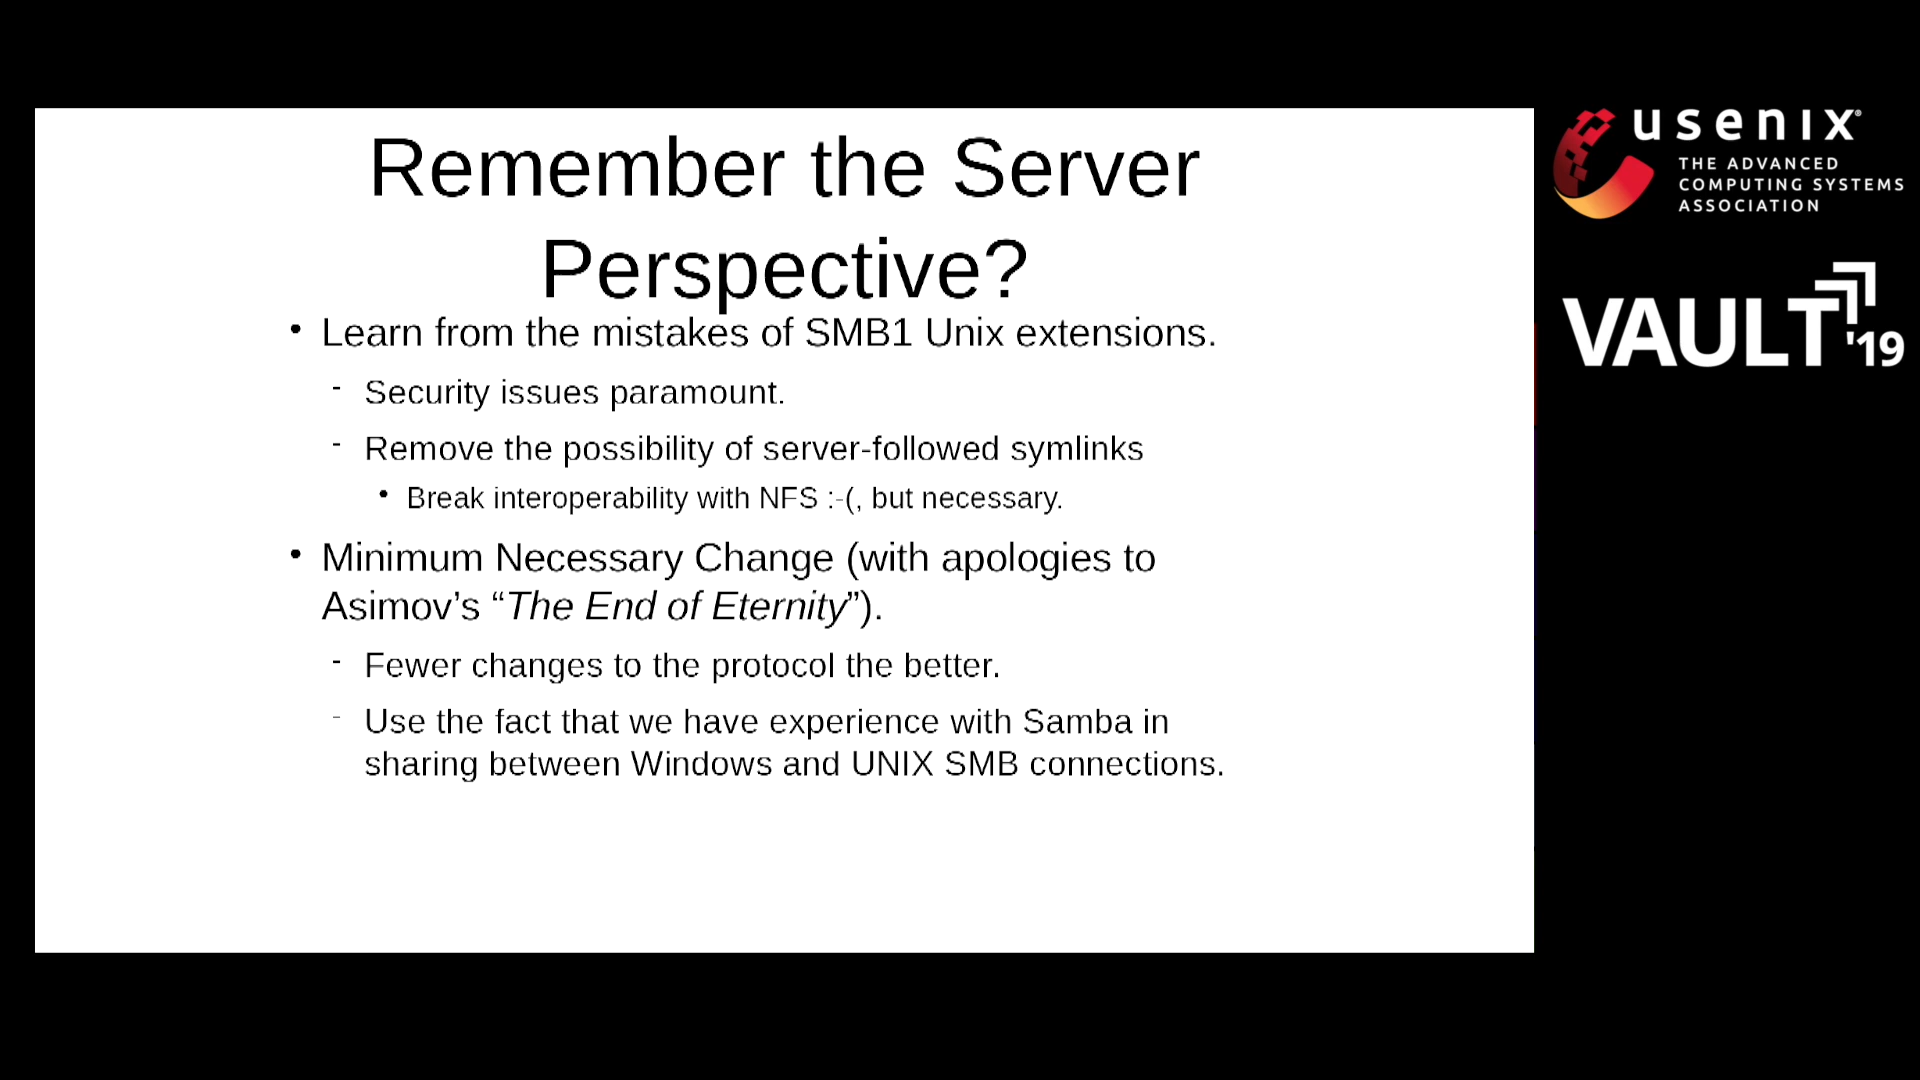 Remember the Server
Perspective?
• Learn from the mistakes of SMB1 Unix extensions.
- Security issues paramount.
- Remove the possibility of server-followed symlinks
• Break interoperability with NFS :-(, but necessary.
• Minimum Necessary Change (with apologies to
Asimov’s “The End of Eternity”).
- Fewer changes to the protocol the better.
- Use the fact that we have experience with Samba in
sharing between Windows and UNIX SMB connections.
usenix®
THE ADVANCED
COMPUTING SYSTEMS
ASSOCIATION
VAULT '19